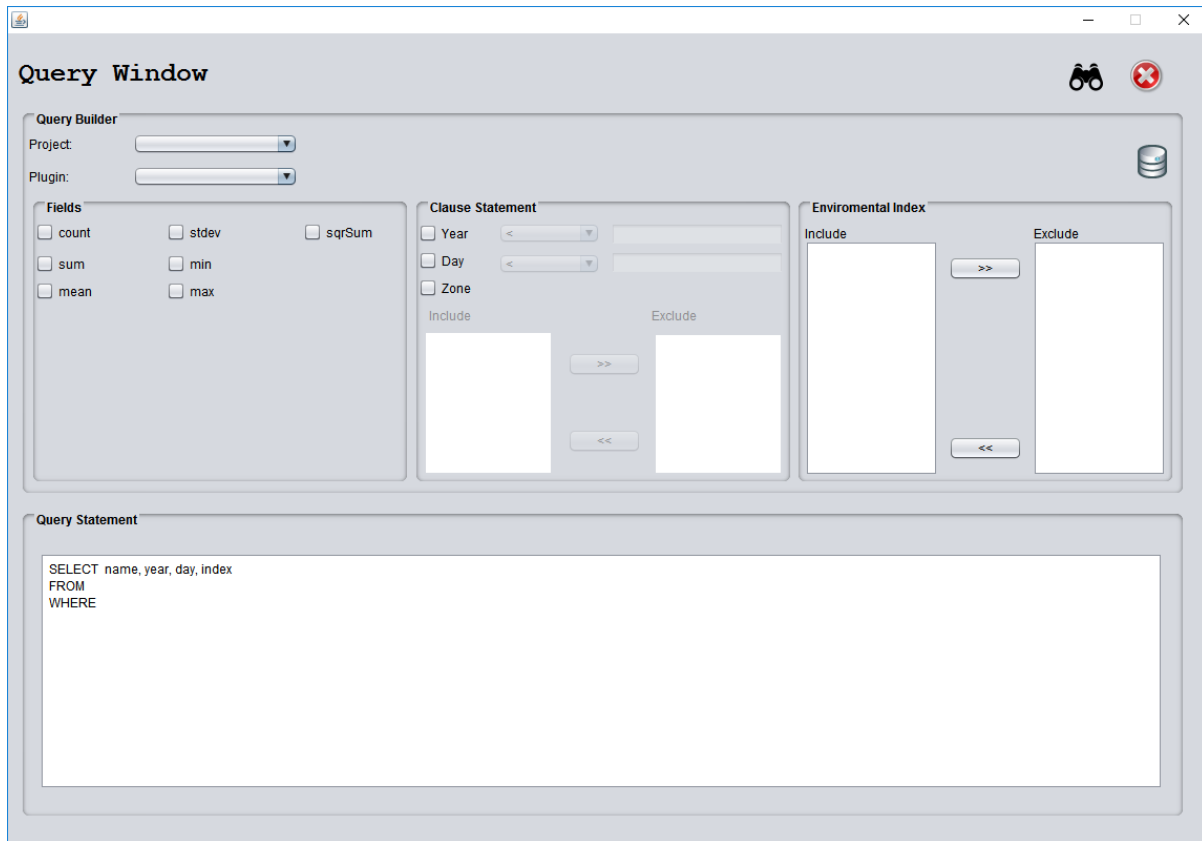 Query Window
Query Builder
Project:
Plugin:
Fields
count stdev sqrSum
sum min
mean max
Clause Statement
Year <
Day <
Zone
Include Exclude
>>
<<
Enviromental Index
Include Exclude
>>
<<
Query Statement
SELECT name, year, day, index
FROM
WHERE